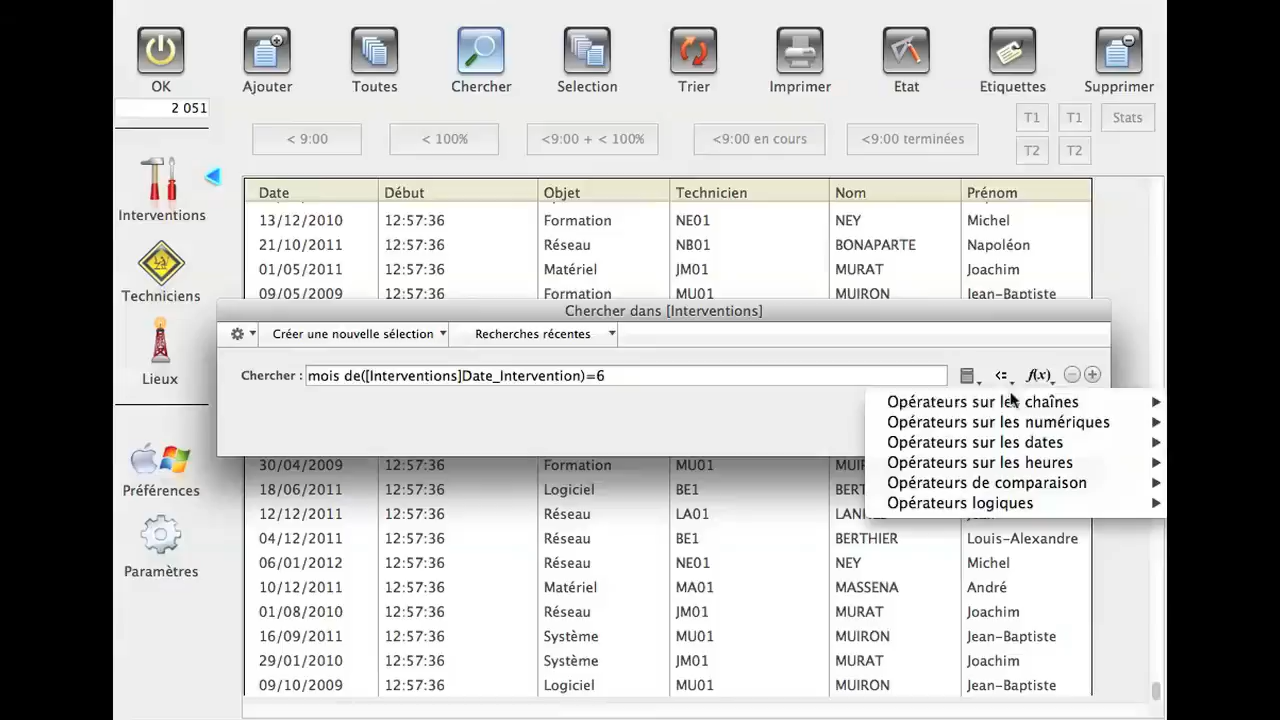 OK Ajouter Toutes Chercher Selection Trier Imprimer Etat Etiquettes Supprimer
2 051
< 9:00 < 100% <9:00 + < 100% <9:00 en cours <9:00 terminées T1 T1 Stats
T2 T2
Interventions
Techniciens
Lieux
Préférences
Paramètres
Date Début Objet Technicien Nom Prénom
13/12/2010 12:57:36 Formation NE01 NEY Michel
21/10/2011 12:57:36 Réseau NB01 BONAPARTE Napoléon
01/05/2011 12:57:36 Matériel JM01 MURAT Joachim
09/05/2009 12:57:36 Formation MU01 MUIRON Jean-Baptiste
Chercher dans [Interventions]
Créer une nouvelle sélection Recherches récentes
Chercher : mois de([Interventions]Date_Intervention)=6 <= f(x)
Opérateurs sur les chaînes
Opérateurs sur les numériques
Opérateurs sur les dates
Opérateurs sur les heures
Opérateurs de comparaison
Opérateurs logiques
30/04/2009 12:57:36 Formation MU01
18/06/2011 12:57:36 Logiciel BE1
12/12/2011 12:57:36 Réseau LA01
04/12/2011 12:57:36 Réseau BE1 BERTHIER Louis-Alexandre
06/01/2012 12:57:36 Réseau NE01 NEY Michel
10/12/2011 12:57:36 Matériel MA01 MASSENA André
01/08/2010 12:57:36 Réseau JM01 MURAT Joachim
16/09/2011 12:57:36 Système MU01 MUIRON Jean-Baptiste
29/01/2010 12:57:36 Système JM01 MURAT Joachim
09/10/2009 12:57:36 Logiciel MU01 MUIRON Jean-Baptiste